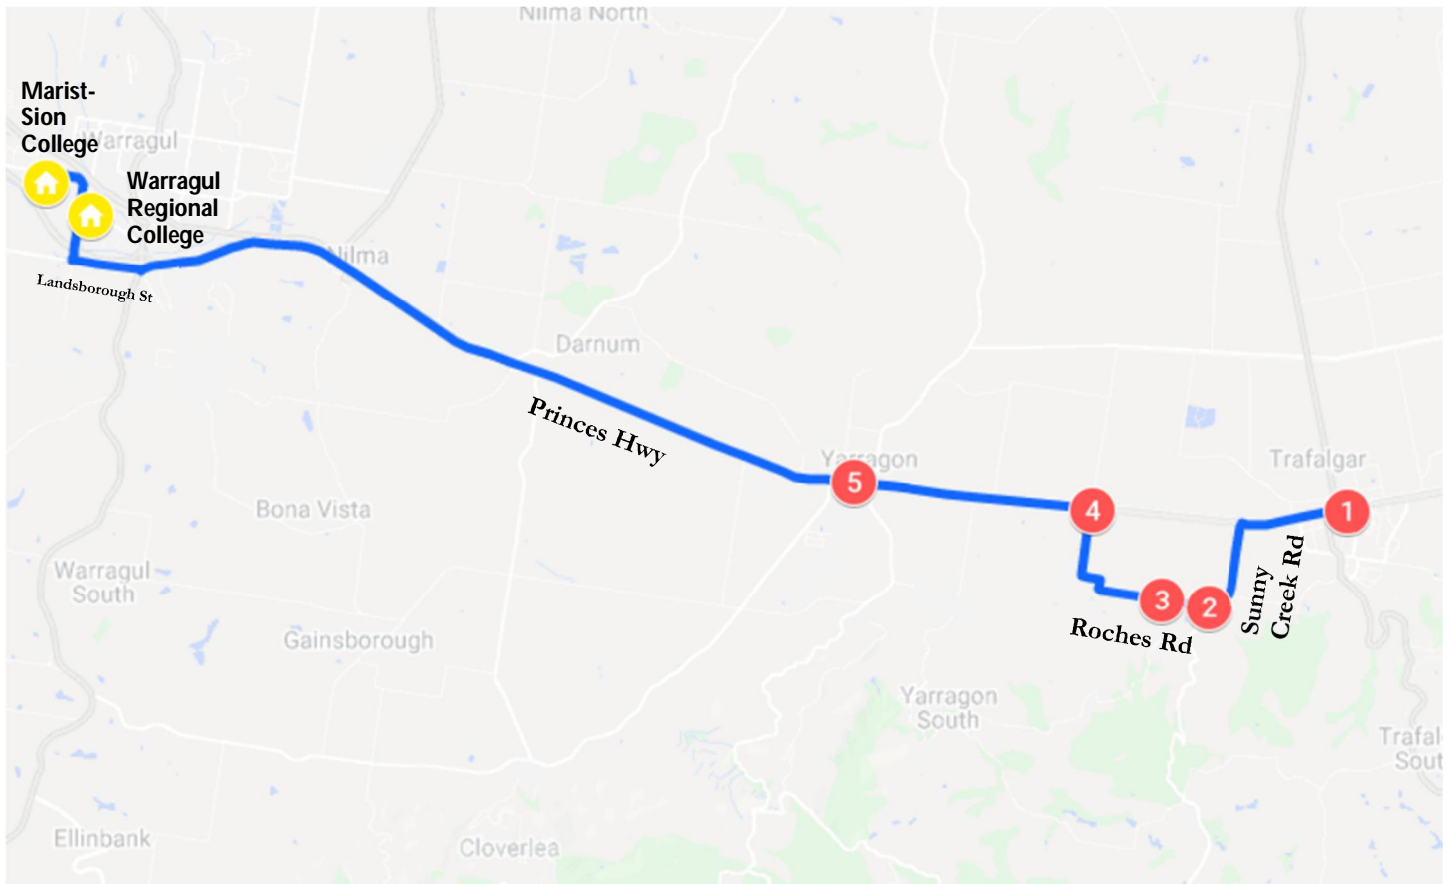 Nilma North
Marist-
Sion
College
Warragul
Warragul
Regional
College
Nilma
Landsborough St
Darnum
Princes Hwy
Yarragon
5
4
Trafalgar
1
3
2
Sunny
Creek Rd
Roches Rd
Bona Vista
Warragul
South
Gainsborough
Yarragon
South
Trafal
Sout
Ellinbank
Cloverlea